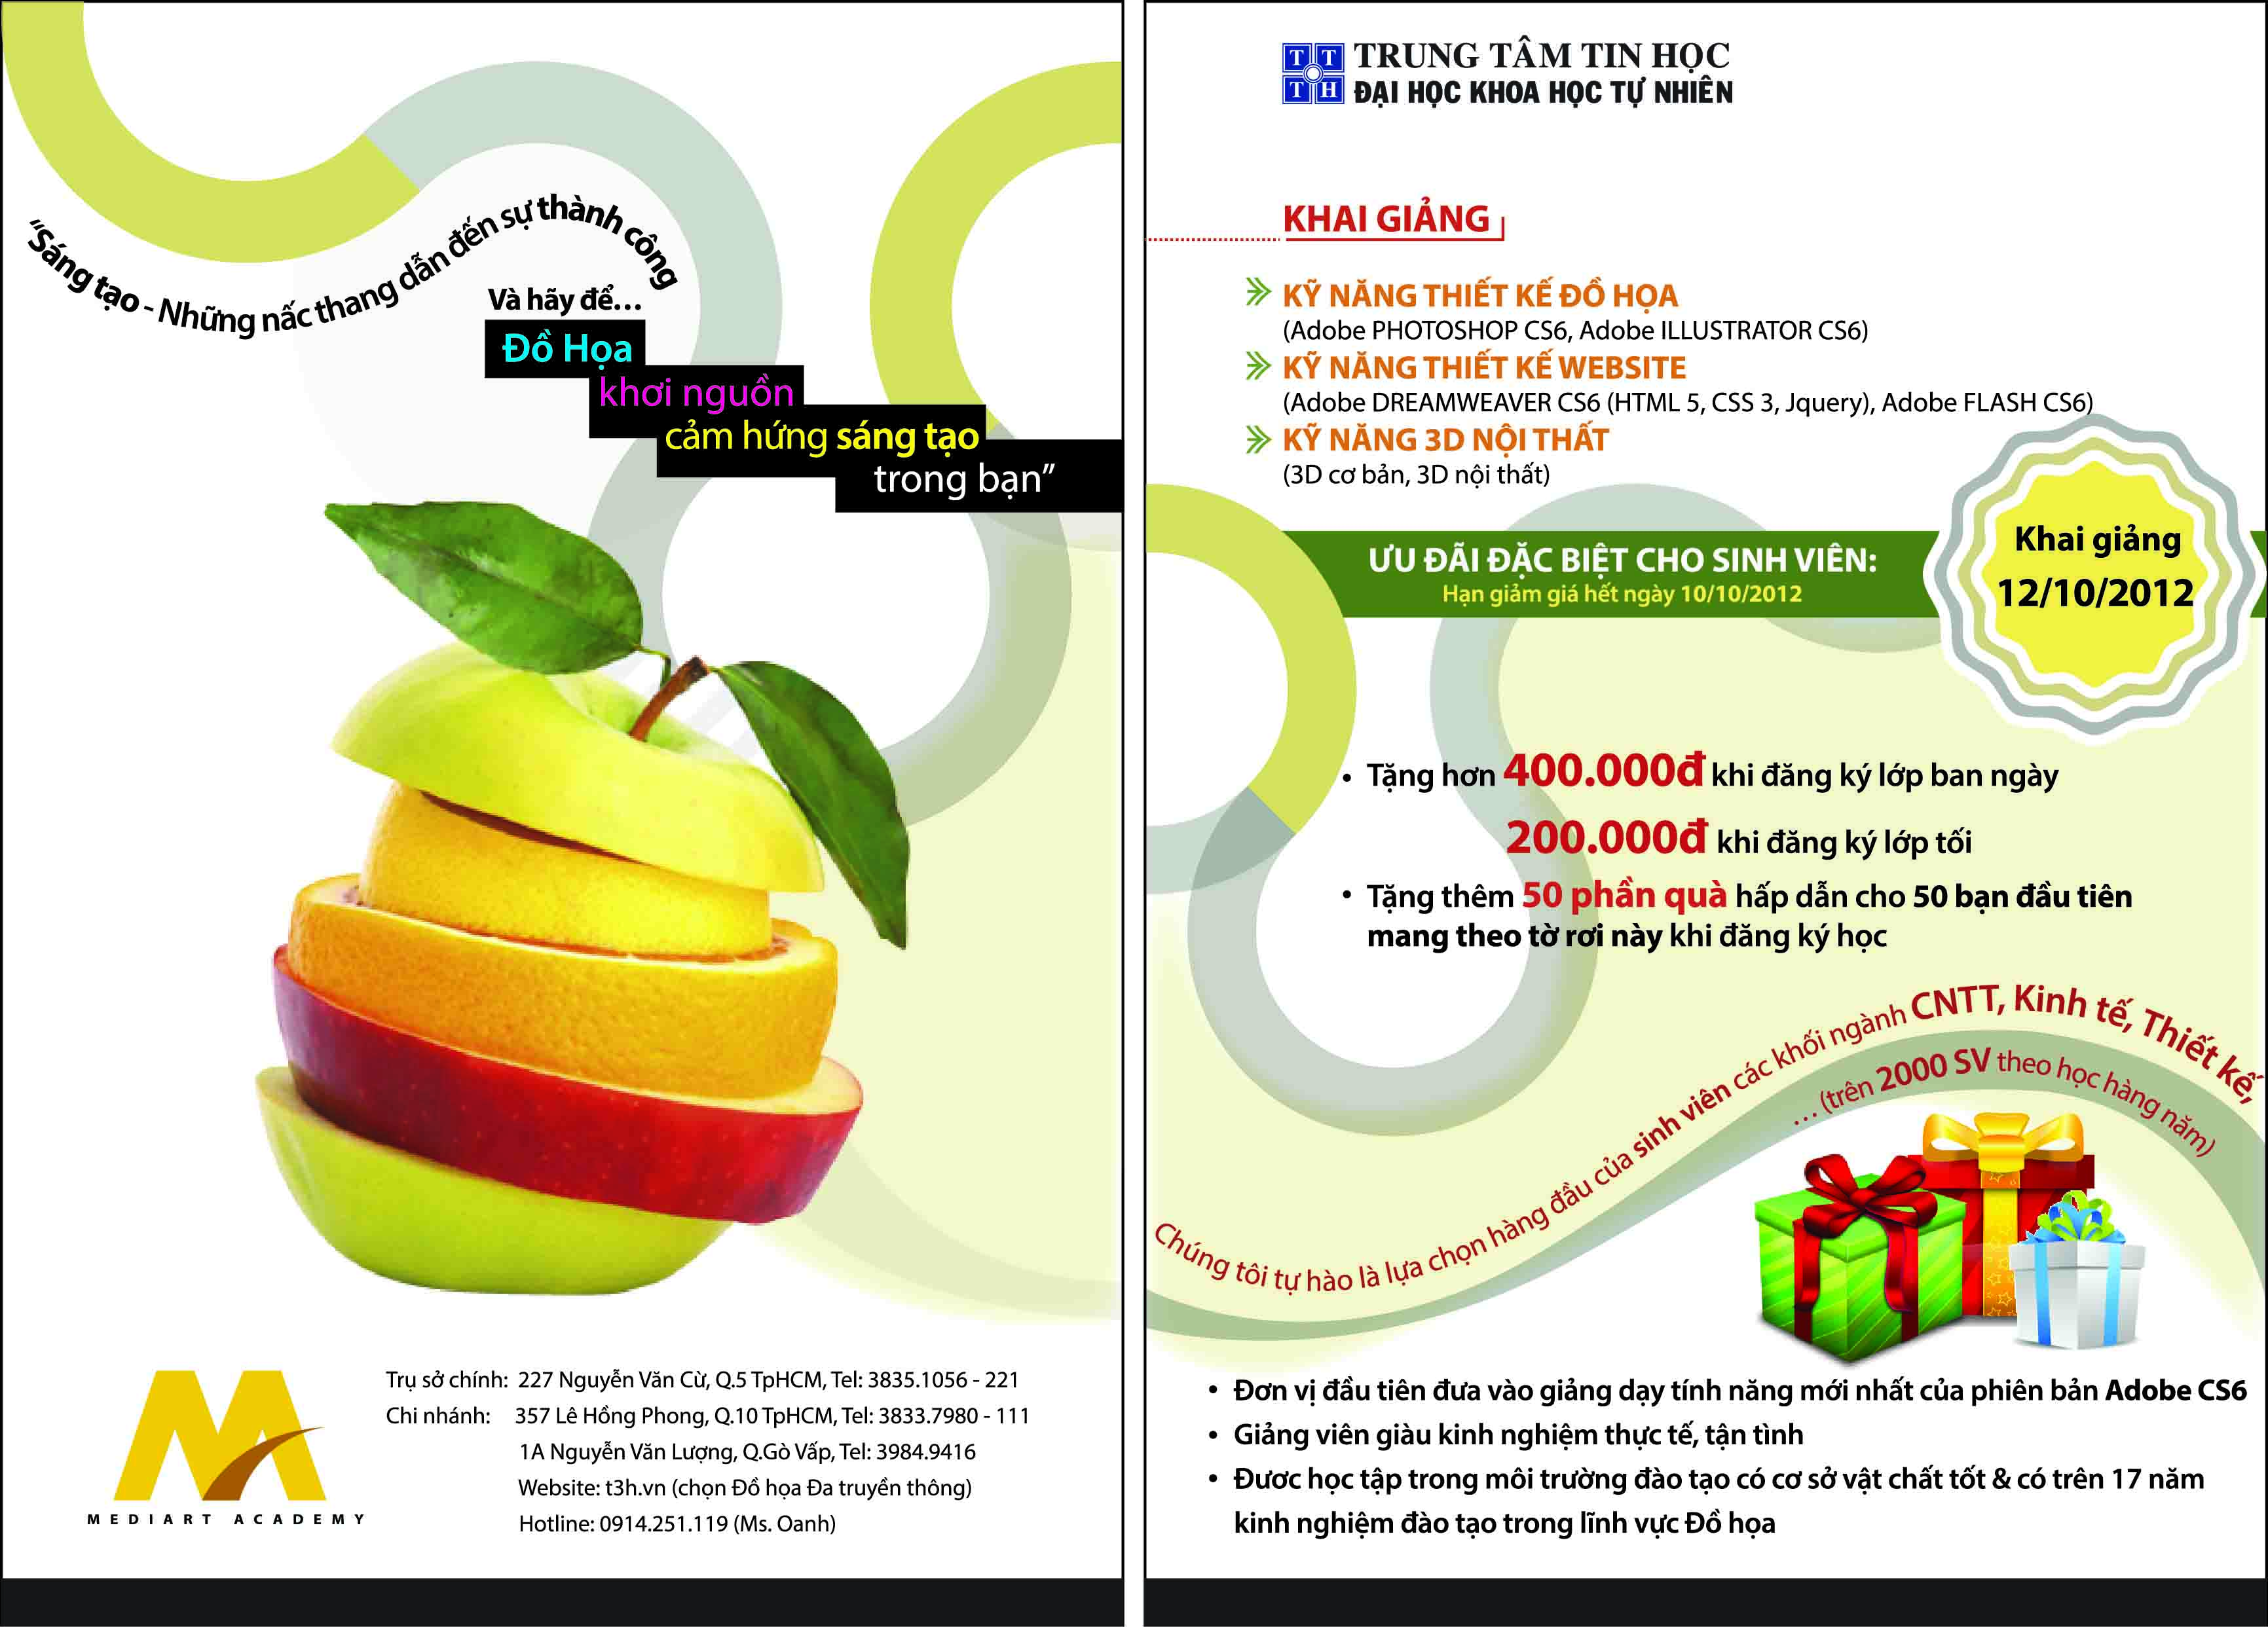 “Sáng tạo - Những nấc thang dẫn đến sự thành công
Và hãy để...
Đồ Họa
khơi nguồn
cảm hứng sáng tạo
trong bạn”
MEDIART ACADEMY
Trụ sở chính: 227 Nguyễn Văn Cừ, Q.5 TpHCM, Tel: 3835.1056 - 221
Chi nhánh: 357 Lê Hồng Phong, Q.10 TpHCM, Tel: 3833.7980 - 111
1A Nguyễn Văn Lượng, Q.Gò Vấp, Tel: 3984.9416
Website: t3h.vn (chọn Đồ họa Đa truyền thông)
Hotline: 0914.251.119 (Ms. Oanh)
T T
T H
TRUNG TÂM TIN HỌC
ĐẠI HỌC KHOA HỌC TỰ NHIÊN
KHAI GIẢNG
KỸ NĂNG THIẾT KẾ ĐỒ HỌA
(Adobe PHOTOSHOP CS6, Adobe ILLUSTRATOR CS6)
KỸ NĂNG THIẾT KẾ WEBSITE
(Adobe DREAMWEAVER CS6 (HTML 5, CSS 3, Jquery), Adobe FLASH CS6)
KỸ NĂNG 3D NỘI THẤT
(3D cơ bản, 3D nội thất)
ƯU ĐÃI ĐẶC BIỆT CHO SINH VIÊN:
Hạn giảm giá hết ngày 10/10/2012
Khai giảng
12/10/2012
• Tặng hơn 400.000đ khi đăng ký lớp ban ngày
200.000đ khi đăng ký lớp tối
• Tặng thêm 50 phần quà hấp dẫn cho 50 bạn đầu tiên
mang theo tờ rơi này khi đăng ký học
Chúng tôi tự hào là lựa chọn hàng đầu của sinh viên các khối ngành CNTT, Kinh tế, Thiết kế,
... (trên 2000 SV theo học hàng năm)
• Đơn vị đầu tiên đưa vào giảng dạy tính năng mới nhất của phiên bản Adobe CS6
• Giảng viên giàu kinh nghiệm thực tế, tận tình
• Đươc học tập trong môi trường đào tạo có cơ sở vật chất tốt & có trên 17 năm
kinh nghiệm đào tạo trong lĩnh vực Đồ họa